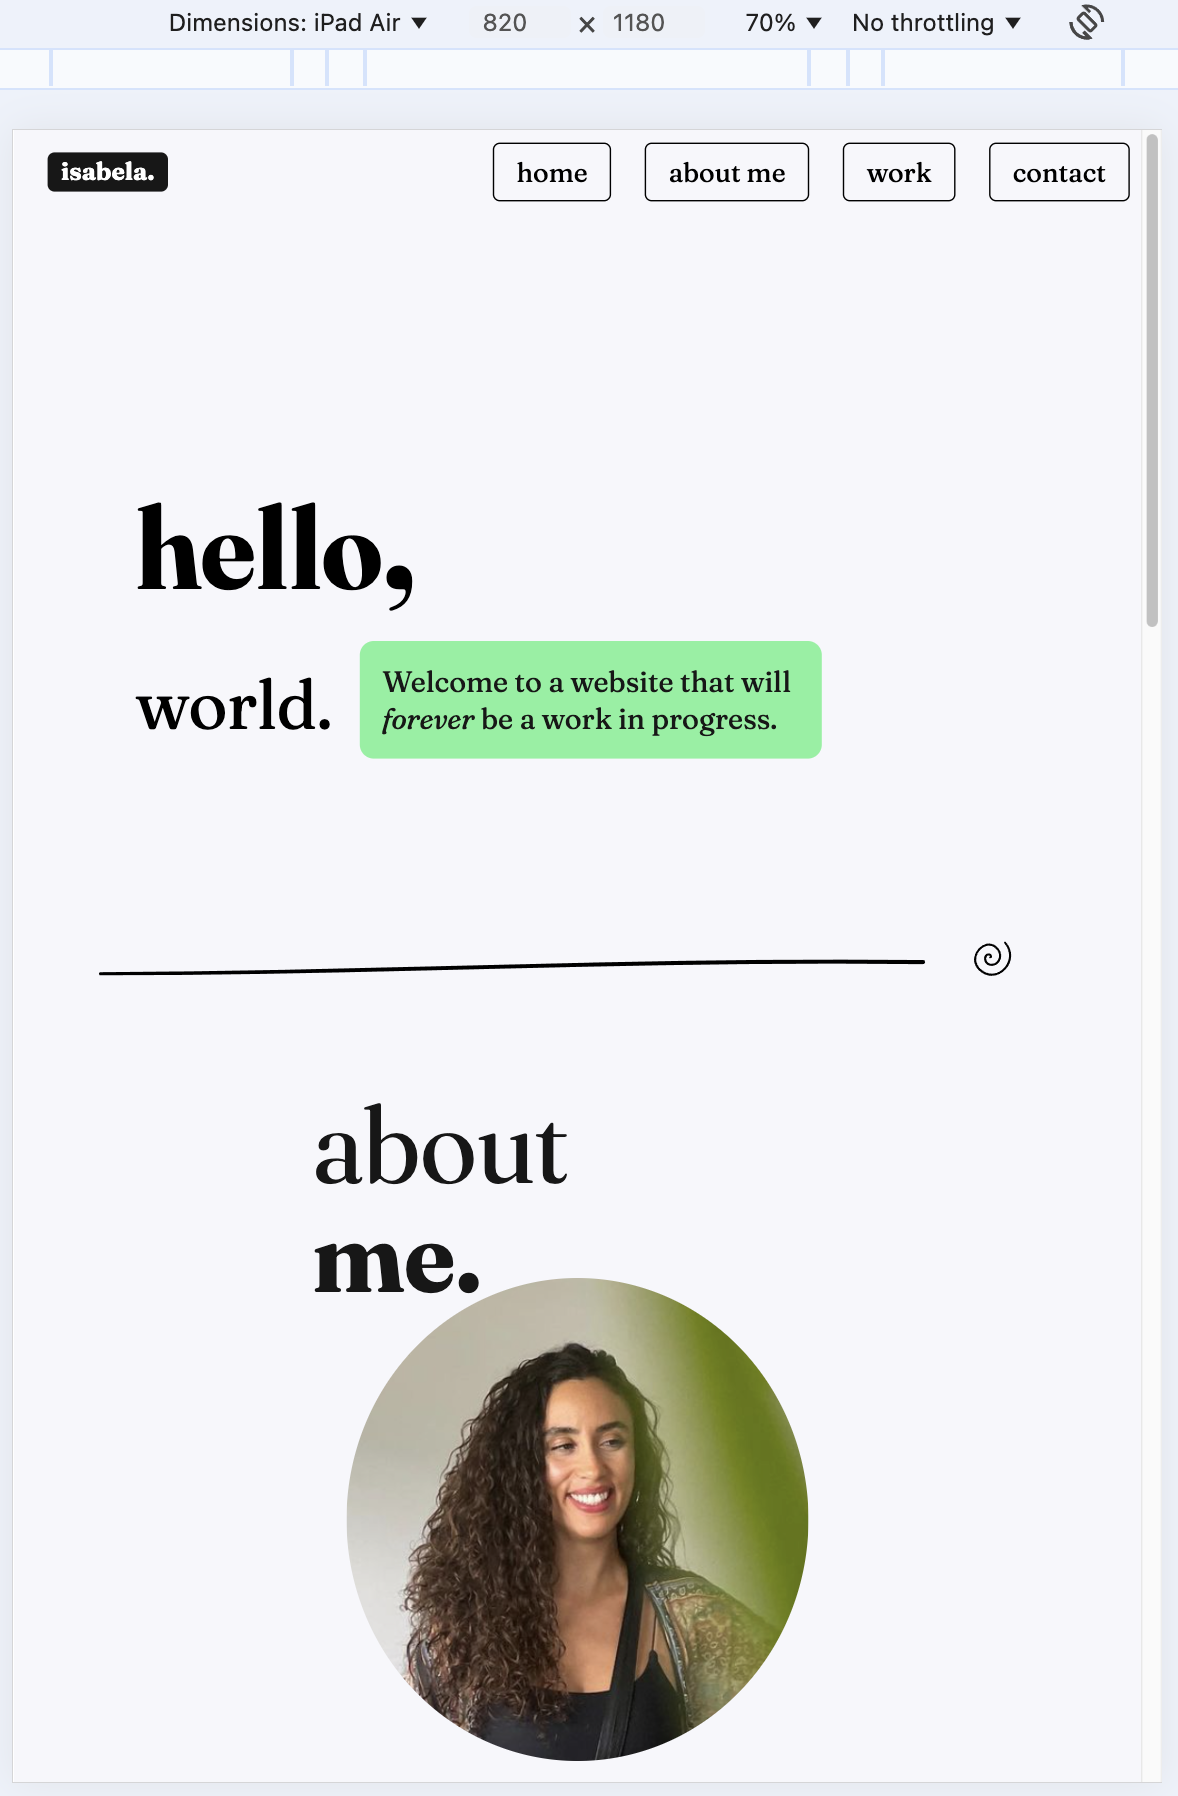 Dimensions: iPad Air ▼ 820 × 1180 70% ▼ No throttling ▼
isabela. home about me work contact
hello,
world.
Welcome to a website that will
forever be a work in progress.
about
me.